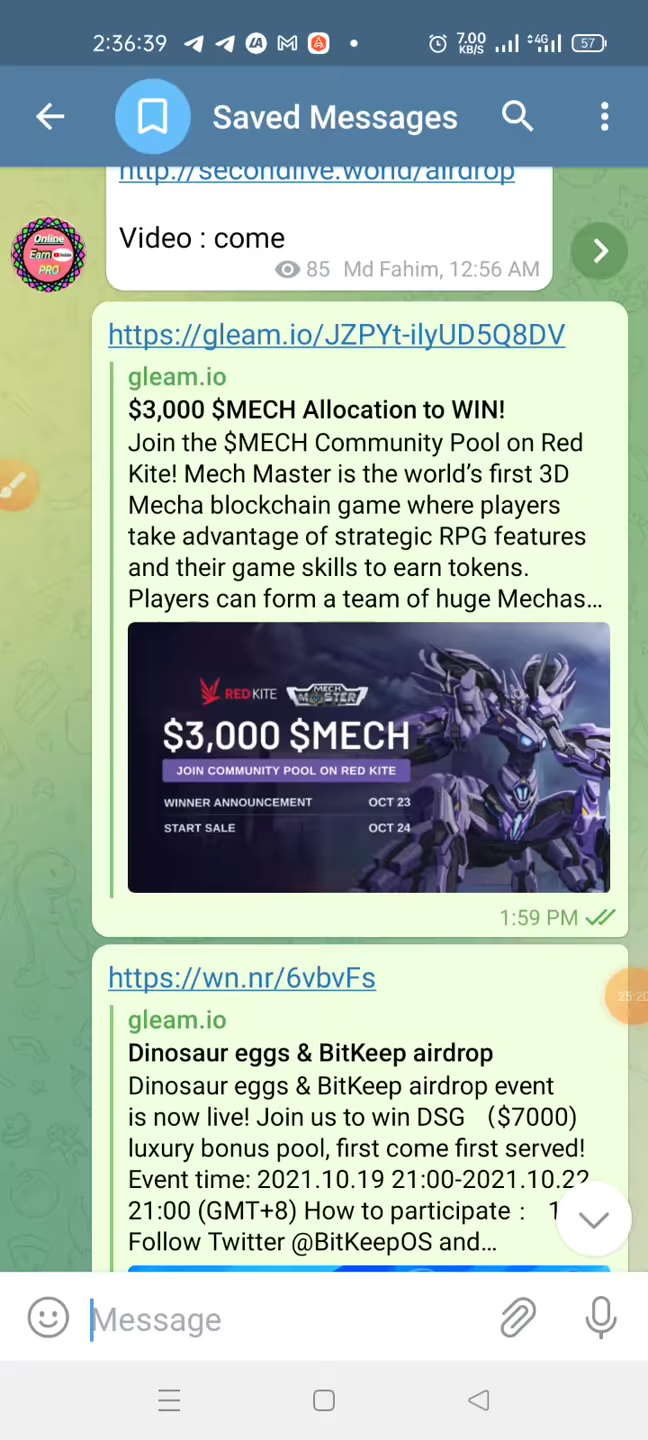 2:36:39
7.00
KB/S
4G
57
Saved Messages
http://secondlive.world/airdrop
Video : come
85 Md Fahim, 12:56 AM
Online
Earn
PRO
https://gleam.io/JZPYt-ilyUD5Q8DV
gleam.io
$3,000 $MECH Allocation to WIN!
Join the $MECH Community Pool on Red
Kite! Mech Master is the world’s first 3D
Mecha blockchain game where players
take advantage of strategic RPG features
and their game skills to earn tokens.
Players can form a team of huge Mechas...
RED KITE
MECH
MASTER
$3,000 $MECH
JOIN COMMUNITY POOL ON RED KITE
WINNER ANNOUNCEMENT OCT 23
START SALE OCT 24
1:59 PM
https://wn.nr/6vbvFs
25:20
gleam.io
Dinosaur eggs & BitKeep airdrop
Dinosaur eggs & BitKeep airdrop event
is now live! Join us to win DSG （$7000)
luxury bonus pool, first come first served!
Event time: 2021.10.19 21:00-2021.10.22
21:00 (GMT+8) How to participate： 1
Follow Twitter @BitKeepOS and...
Message